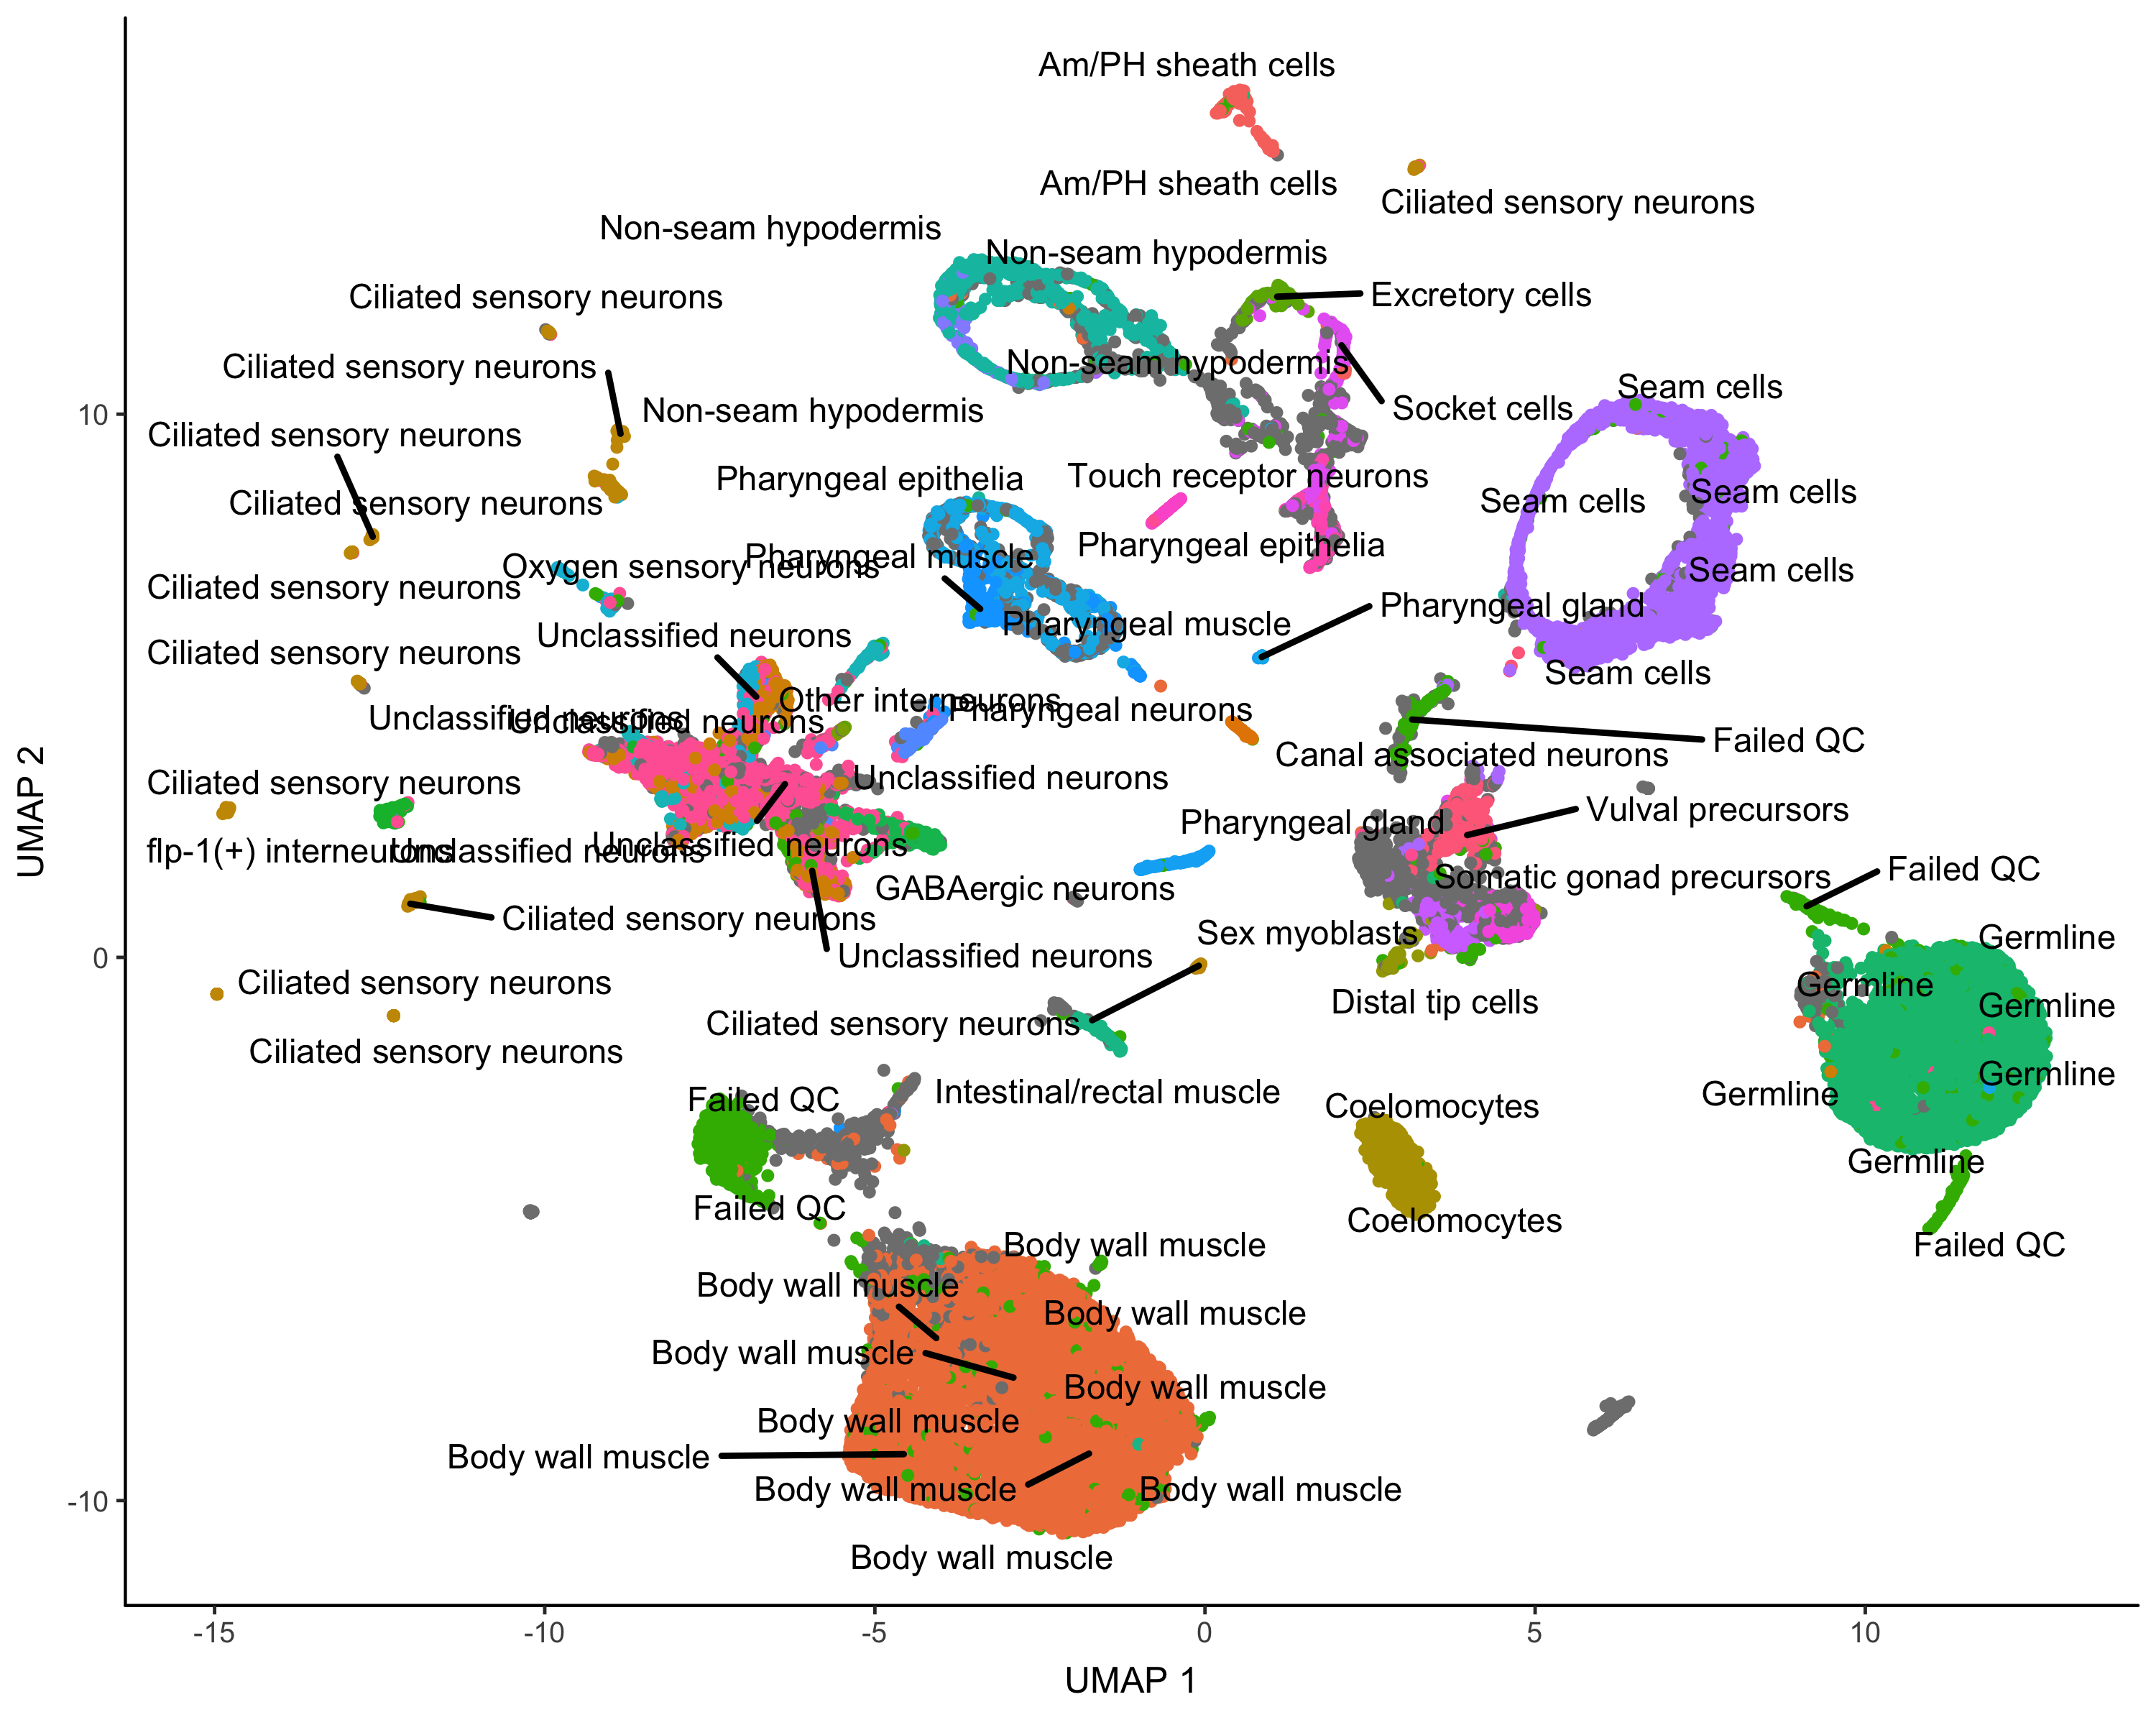 Am/PH sheath cells
Am/PH sheath cells
Ciliated sensory neurons
Non-seam hypodermis
Non-seam hypodermis
Ciliated sensory neurons
Excretory cells
Ciliated sensory neurons
Non-seam hypodermis
Seam cells
Non-seam hypodermis
Socket cells
10
Ciliated sensory neurons
Pharyngeal epithelia
Touch receptor neurons
Seam cells
Seam cells
Ciliated sensory neurons
Pharyngeal epithelia
Pharyngeal muscle
Oxygen sensory neurons
Seam cells
Ciliated sensory neurons
Pharyngeal gland
Pharyngeal muscle
Unclassified neurons
Ciliated sensory neurons
Seam cells
Other interneurons
Pharyngeal neurons
Unclassified neurons
Unclassified neurons
Failed QC
Canal associated neurons
Ciliated sensory neurons
Unclassified neurons
Vulval precursors
Pharyngeal gland
flp-1(+) interneurons
Unclassified neurons
Unclassified neurons
Failed QC
Somatic gonad precursors
GABAergic neurons
Ciliated sensory neurons
Sex myoblasts
Germline
Unclassified neurons
0
Ciliated sensory neurons
Germline
Distal tip cells
Germline
Ciliated sensory neurons
Ciliated sensory neurons
Germline
Failed QC
Intestinal/rectal muscle
Germline
Coelomocytes
Germline
Failed QC
Coelomocytes
Body wall muscle
Failed QC
Body wall muscle
Body wall muscle
Body wall muscle
Body wall muscle
Body wall muscle
Body wall muscle
Body wall muscle
Body wall muscle
-10
Body wall muscle
-15
-10
-5
0
5
10
UMAP 1
UMAP 2